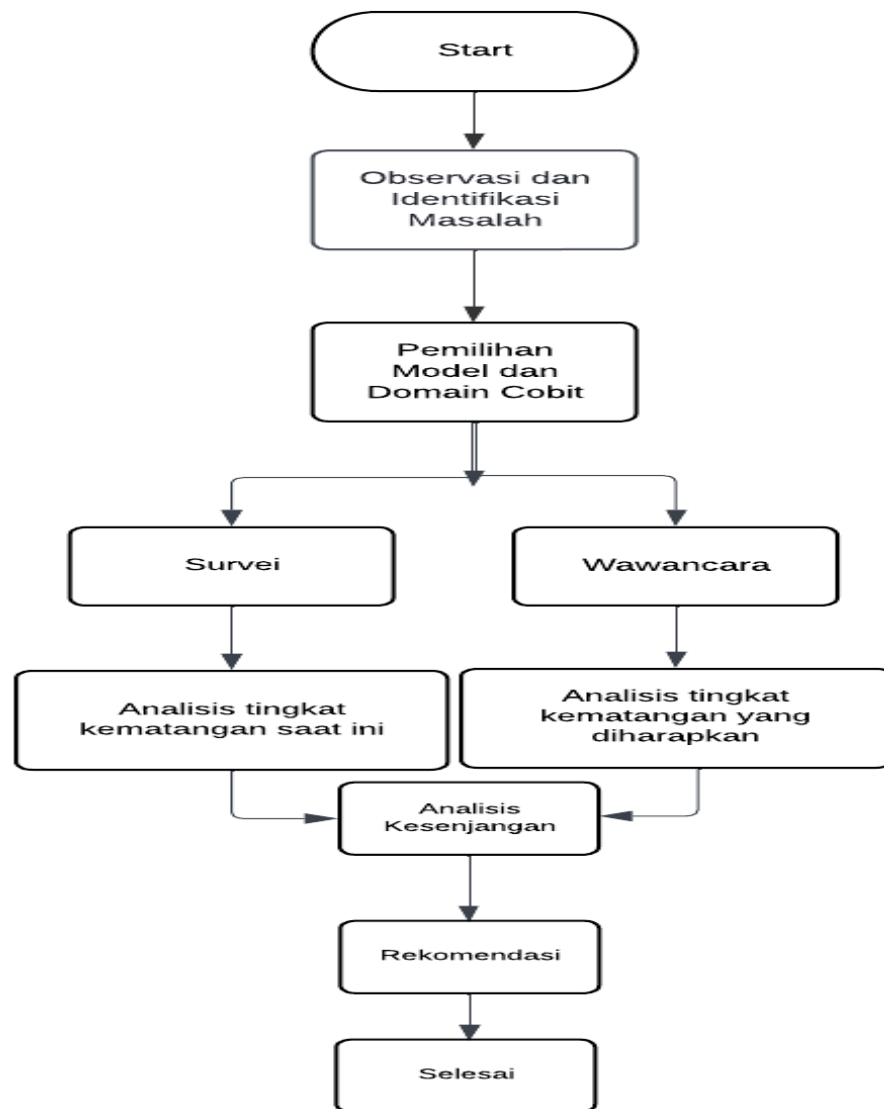 Start
Observasi dan
Identifikasi
Masalah
Pemilihan
Model dan
Domain Cobit
Survei
Wawancara
Analisis tingkat
kematangan saat ini
Analisis tingkat
kematangan yang
diharapkan
Analisis
Kesenjangan
Rekomendasi
Selesai